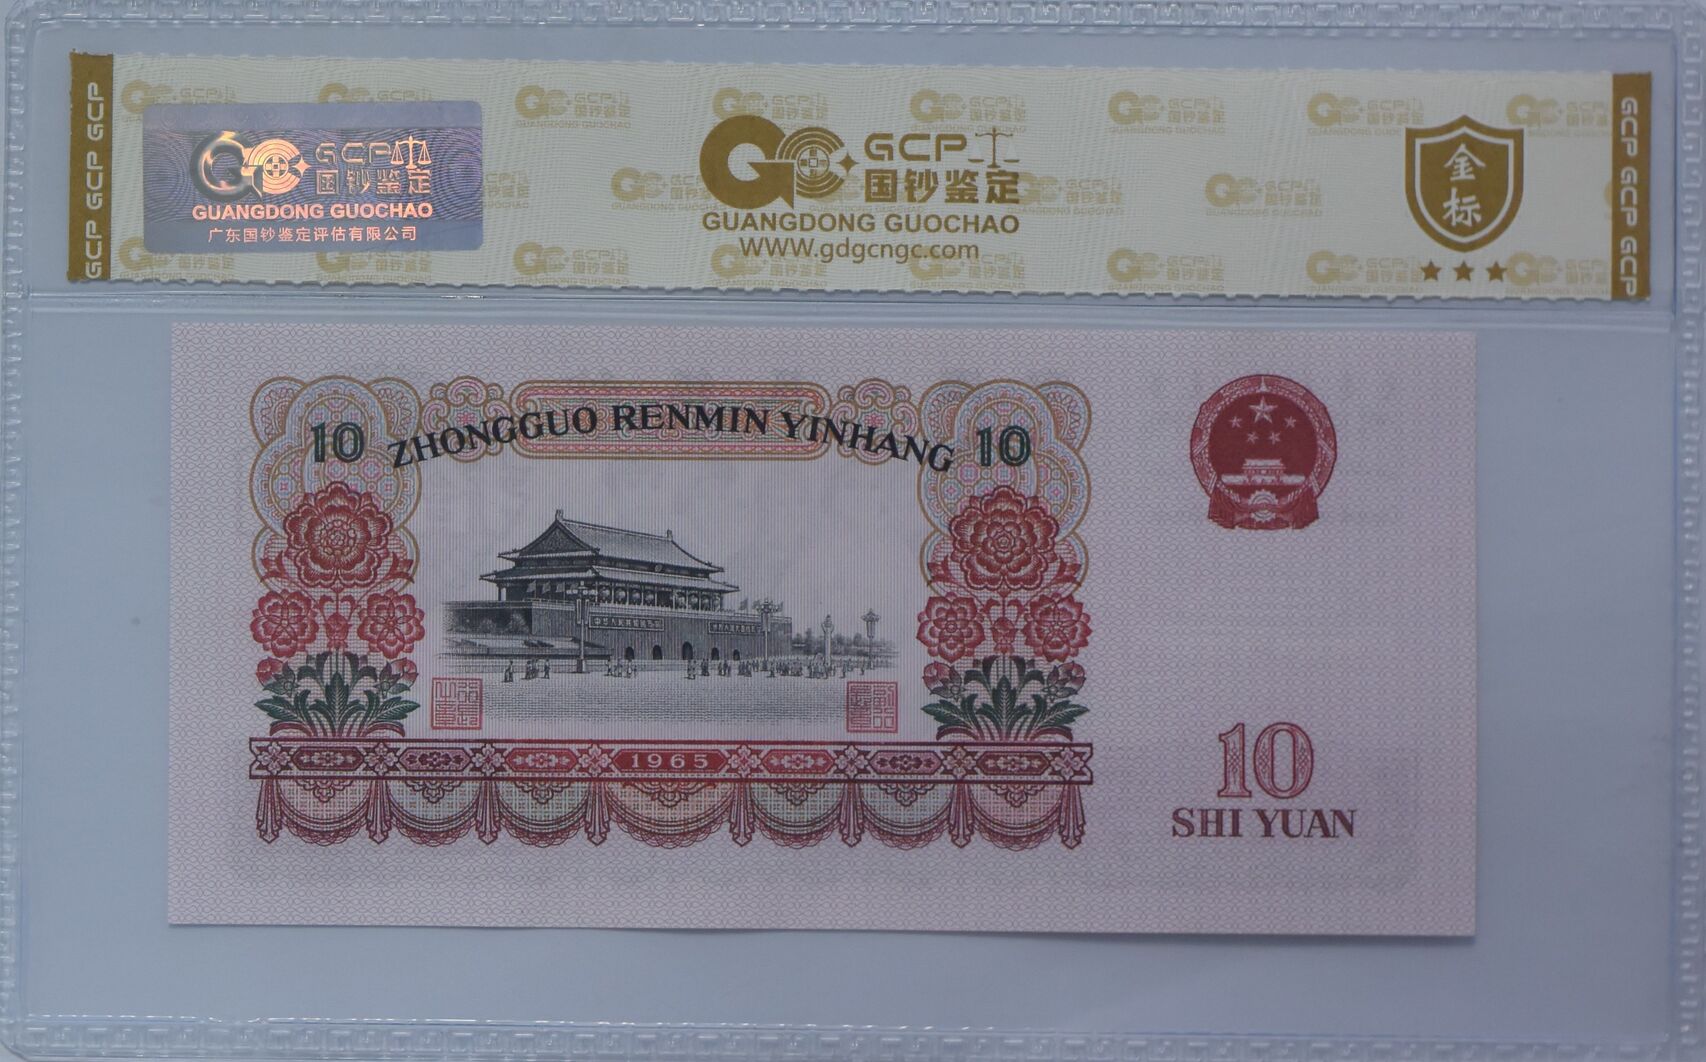 GCP GCP GCP
GCP
国钞鉴定
GUANGDONG GUOCHAO
广东国钞鉴定评估有限公司
GCP
国钞鉴定
GUANGDONG GUOCHAO
WWW.gdgcngc.com
金标
GCP GCP GCP
10 ZHONGGUO RENMIN YINHANG 10
1965
10
SHI YUAN